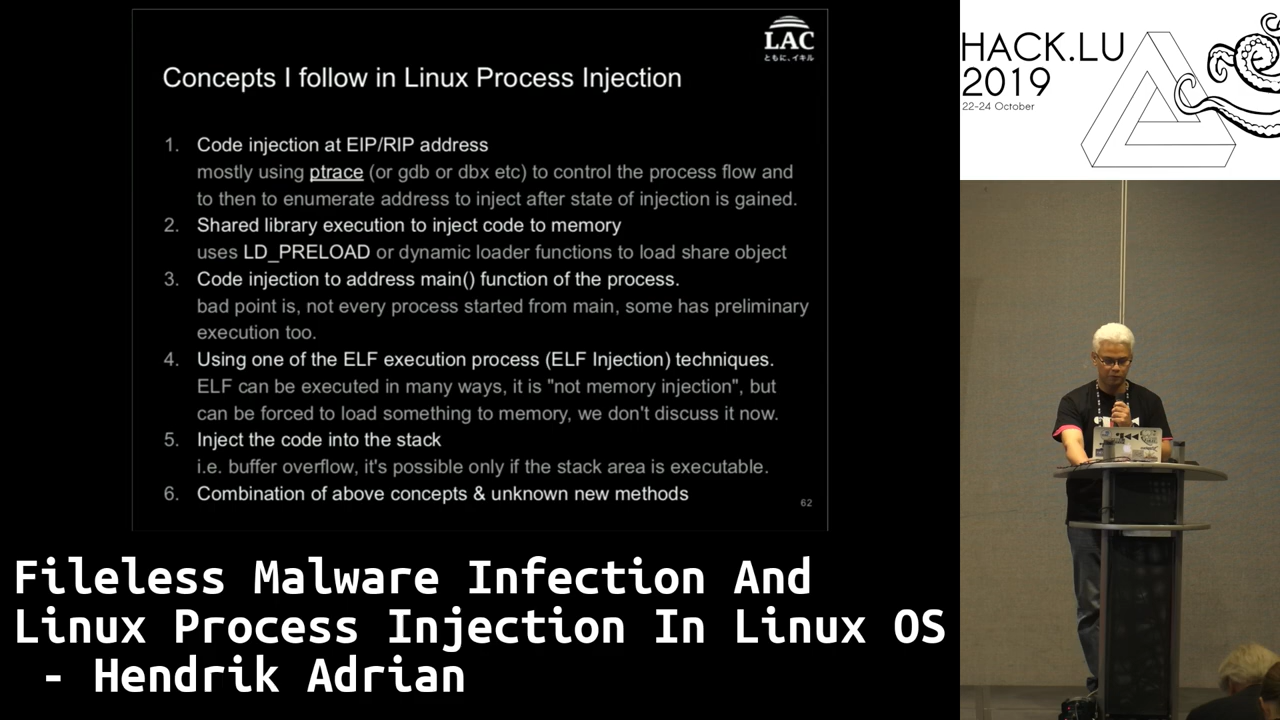 LAC
ともに、イキル
Concepts I follow in Linux Process Injection
1. Code injection at EIP/RIP address
mostly using ptrace (or gdb or dbx etc) to control the process flow and
to then to enumerate address to inject after state of injection is gained.
2. Shared library execution to inject code to memory
uses LD_PRELOAD or dynamic loader functions to load share object
3. Code injection to address main() function of the process.
bad point is, not every process started from main, some has preliminary
execution too.
4. Using one of the ELF execution process (ELF Injection) techniques.
ELF can be executed in many ways, it is "not memory injection", but
can be forced to load something to memory, we don't discuss it now.
5. Inject the code into the stack
i.e. buffer overflow, it's possible only if the stack area is executable.
6. Combination of above concepts & unknown new methods
62
HACK.LU
2019
22-24 October
Fileless Malware Infection And
Linux Process Injection In Linux OS
- Hendrik Adrian